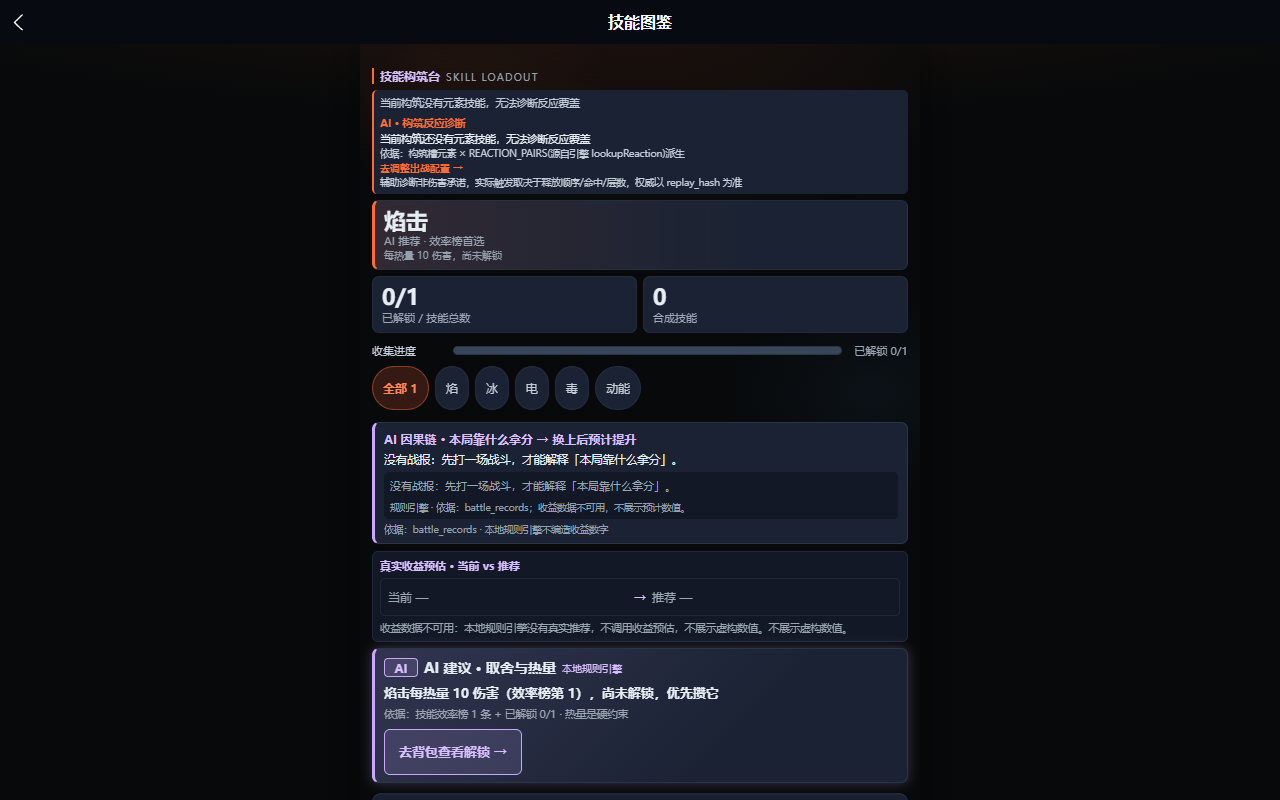 技能图鉴
技能构筑台 SKILL LOADOUT
当前构筑没有元素技能，无法诊断反应覆盖
AI • 构筑反应诊断
当前构筑还没有元素技能，无法诊断反应覆盖
依据：构筑槽元素 × REACTION_PAIRS(源自引擎 lookupReaction)派生
去调整出战配置 →
辅助诊断非伤害承诺，实际触发取决于释放顺序/命中/层数，权威以 replay_hash 为准
焰击
AI 推荐 · 效率榜首选
每热量 10 伤害，尚未解锁
0/1
已解锁 / 技能总数
0
合成技能
收集进度 已解锁 0/1
全部 1 焰 冰 电 毒 动能
AI 因果链 • 本局靠什么拿分 → 换上后预计提升
没有战报：先打一场战斗，才能解释「本局靠什么拿分」。
没有战报：先打一场战斗，才能解释「本局靠什么拿分」。
规则引擎 · 依据：battle_records；收益数据不可用，不展示预计数值。
依据：battle_records · 本地规则引擎不编造收益数字
真实收益预估 • 当前 vs 推荐
当前 — → 推荐 —
收益数据不可用：本地规则引擎没有真实推荐，不调用收益预估，不展示虚构数值。不展示虚构数值。
AI AI 建议 • 取舍与热量 本地规则引擎
焰击每热量 10 伤害（效率榜第 1），尚未解锁，优先攒它
依据：技能效率榜 1 条 + 已解锁 0/1 · 热量是硬约束
去背包查看解锁 →